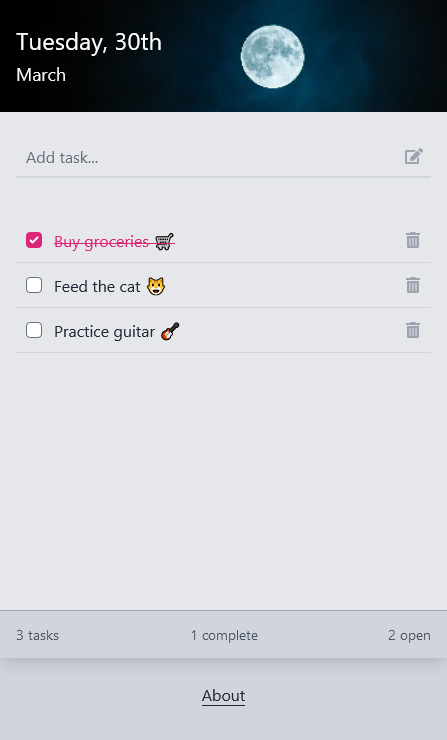 Tuesday, 30th
March
Add task...
Buy groceries 🛒
Feed the cat 🐱
Practice guitar 🎸
3 tasks 1 complete 2 open
About